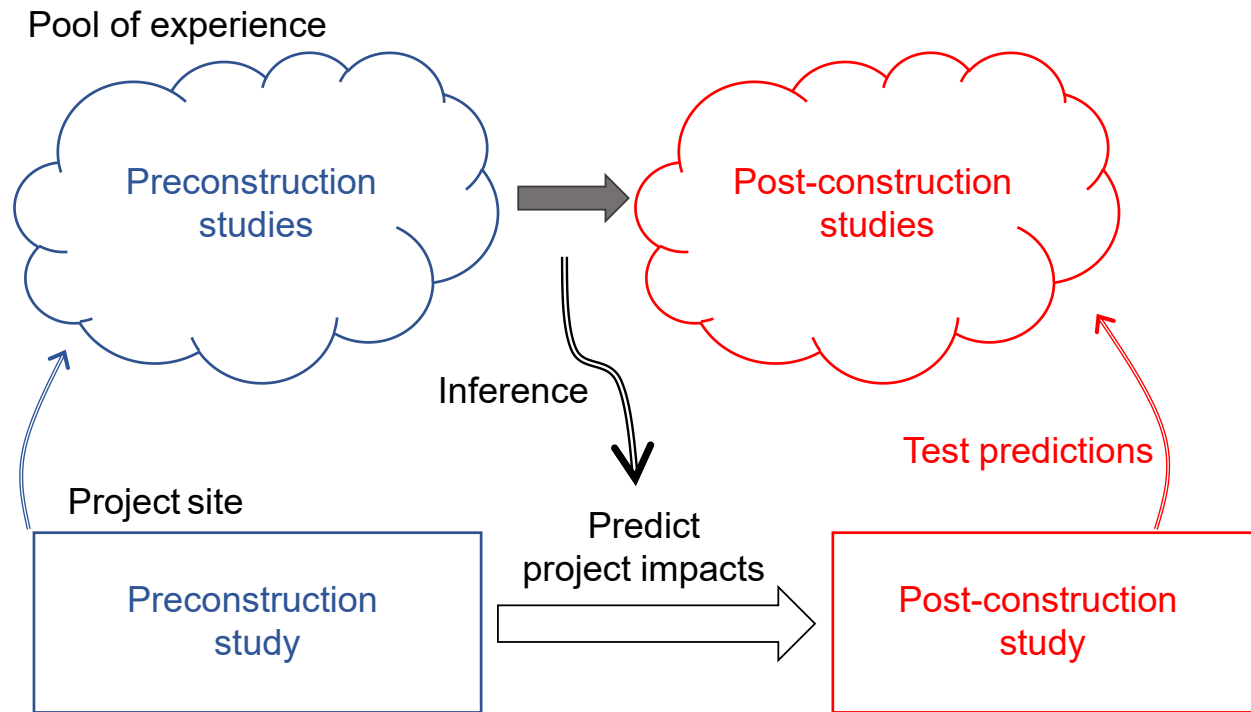 Pool of experience
Preconstruction
studies
Post-construction
studies
Inference
Test predictions
Project site
Predict
project impacts
Preconstruction
study
Post-construction
study